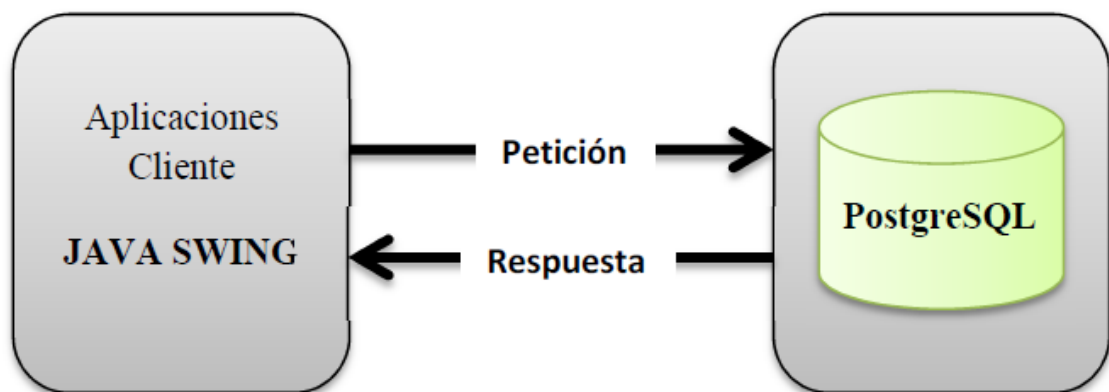 Aplicaciones
Cliente
JAVA SWING
Petición
Respuesta
PostgreSQL